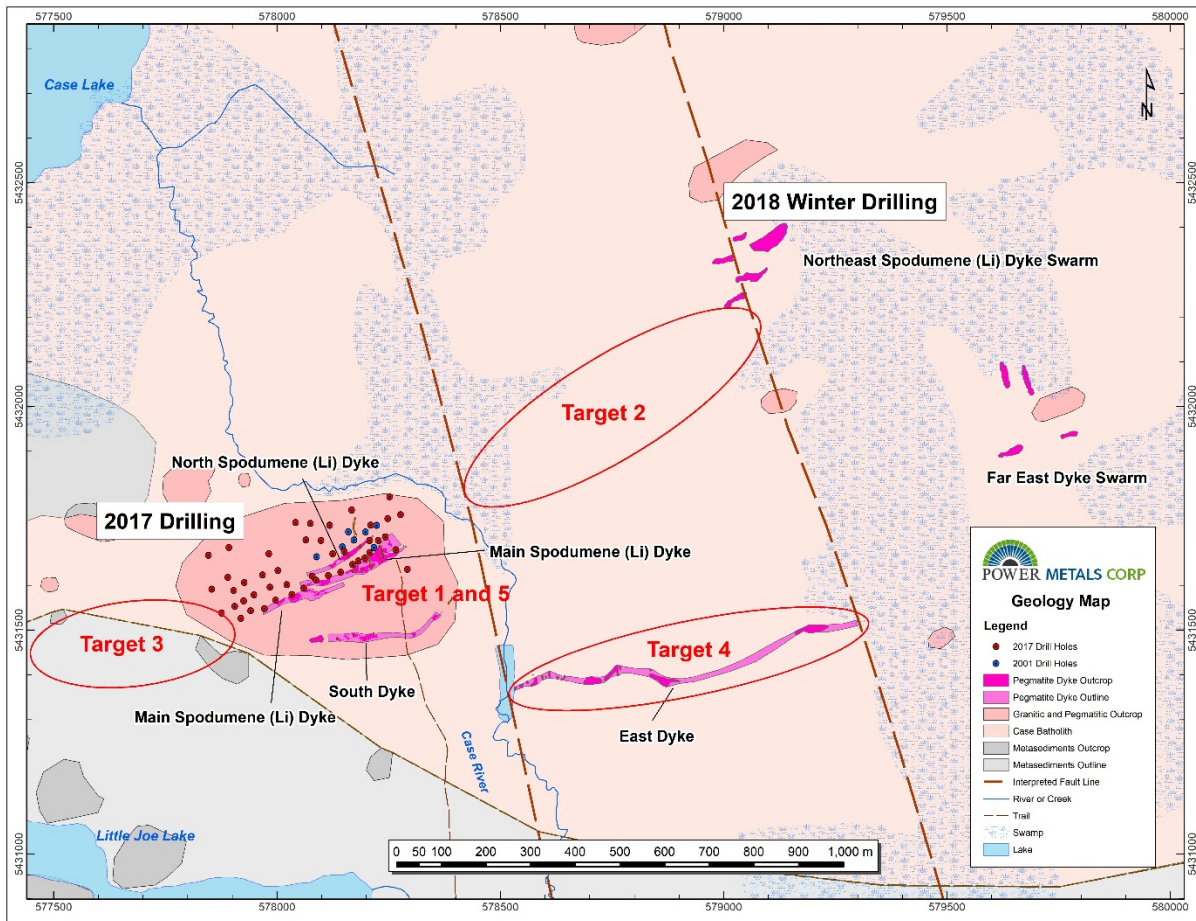 577500 578000 578500 579000 579500 580000
Case Lake
N
5432500 5432500
2018 Winter Drilling
Northeast Spodumene (Li) Dyke Swarm
5432000 5432000
Target 2
North Spodumene (Li) Dyke
Far East Dyke Swarm
2017 Drilling
Main Spodumene (Li) Dyke
Target 1 and 5
5431500 5431500
Target 3
Target 4
South Dyke
Main Spodumene (Li) Dyke
East Dyke
Case River
Little Joe Lake
5431000 5431000
0 50 100 200 300 400 500 600 700 800 900 1,000 m
POWER METALS CORP
Geology Map
Legend
2017 Drill Holes
2001 Drill Holes
Pegmatite Dyke Outcrop
Pegmatite Dyke Outline
Granitic and Pegmatitic Outcrop
Case Batholith
Metasediments Outcrop
Metasediments Outline
Interpreted Fault Line
River or Creek
Trail
Swamp
Lake
577500 578000 578500 579000 579500 580000